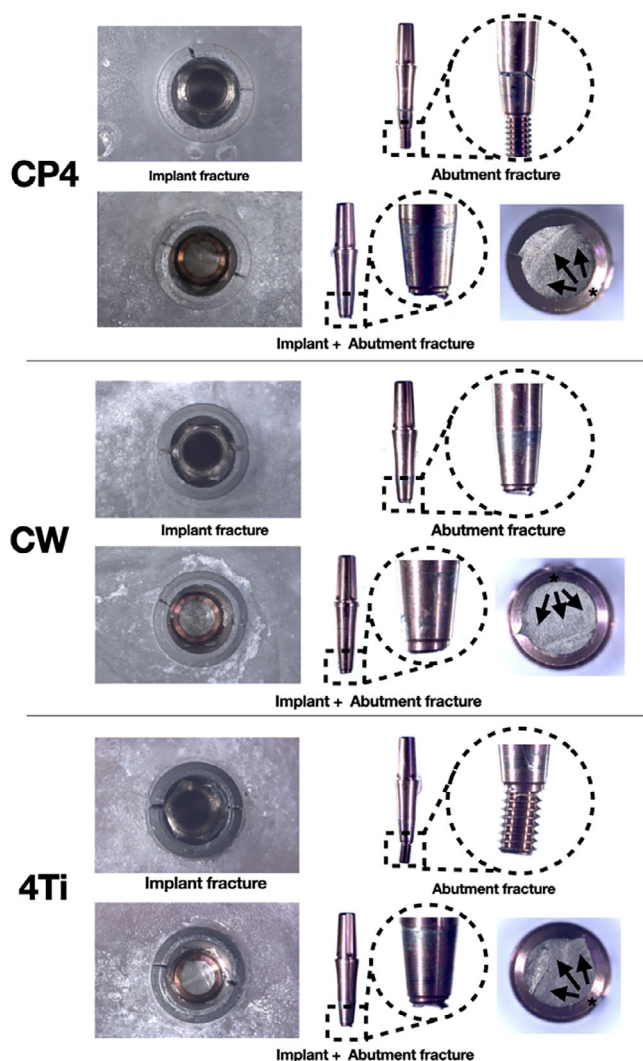 CP4
Implant fracture
Abutment fracture
*
Implant + Abutment fracture
CW
Implant fracture
Abutment fracture
*
Implant + Abutment fracture
4Ti
Implant fracture
Abutment fracture
*
Implant + Abutment fracture